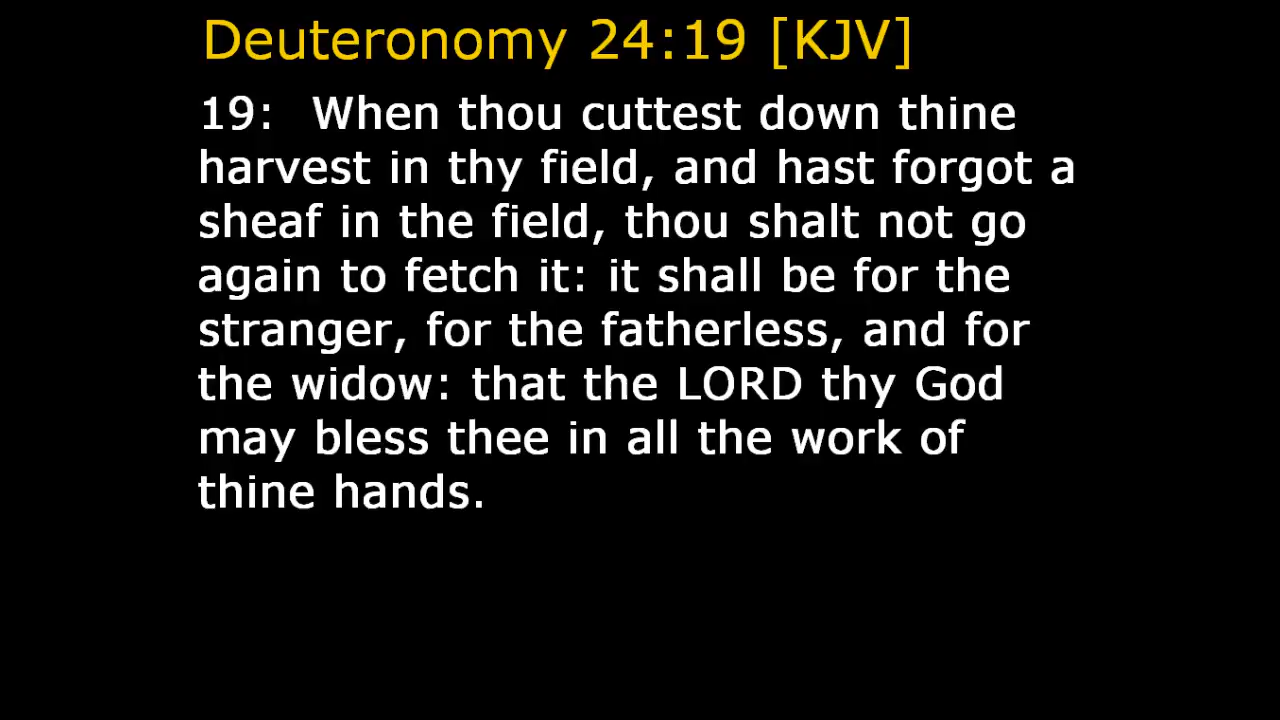 Deuteronomy 24:19 [KJV]
19:  When thou cuttest down thine
harvest in thy field, and hast forgot a
sheaf in the field, thou shalt not go
again to fetch it: it shall be for the
stranger, for the fatherless, and for
the widow: that the LORD thy God
may bless thee in all the work of
thine hands.